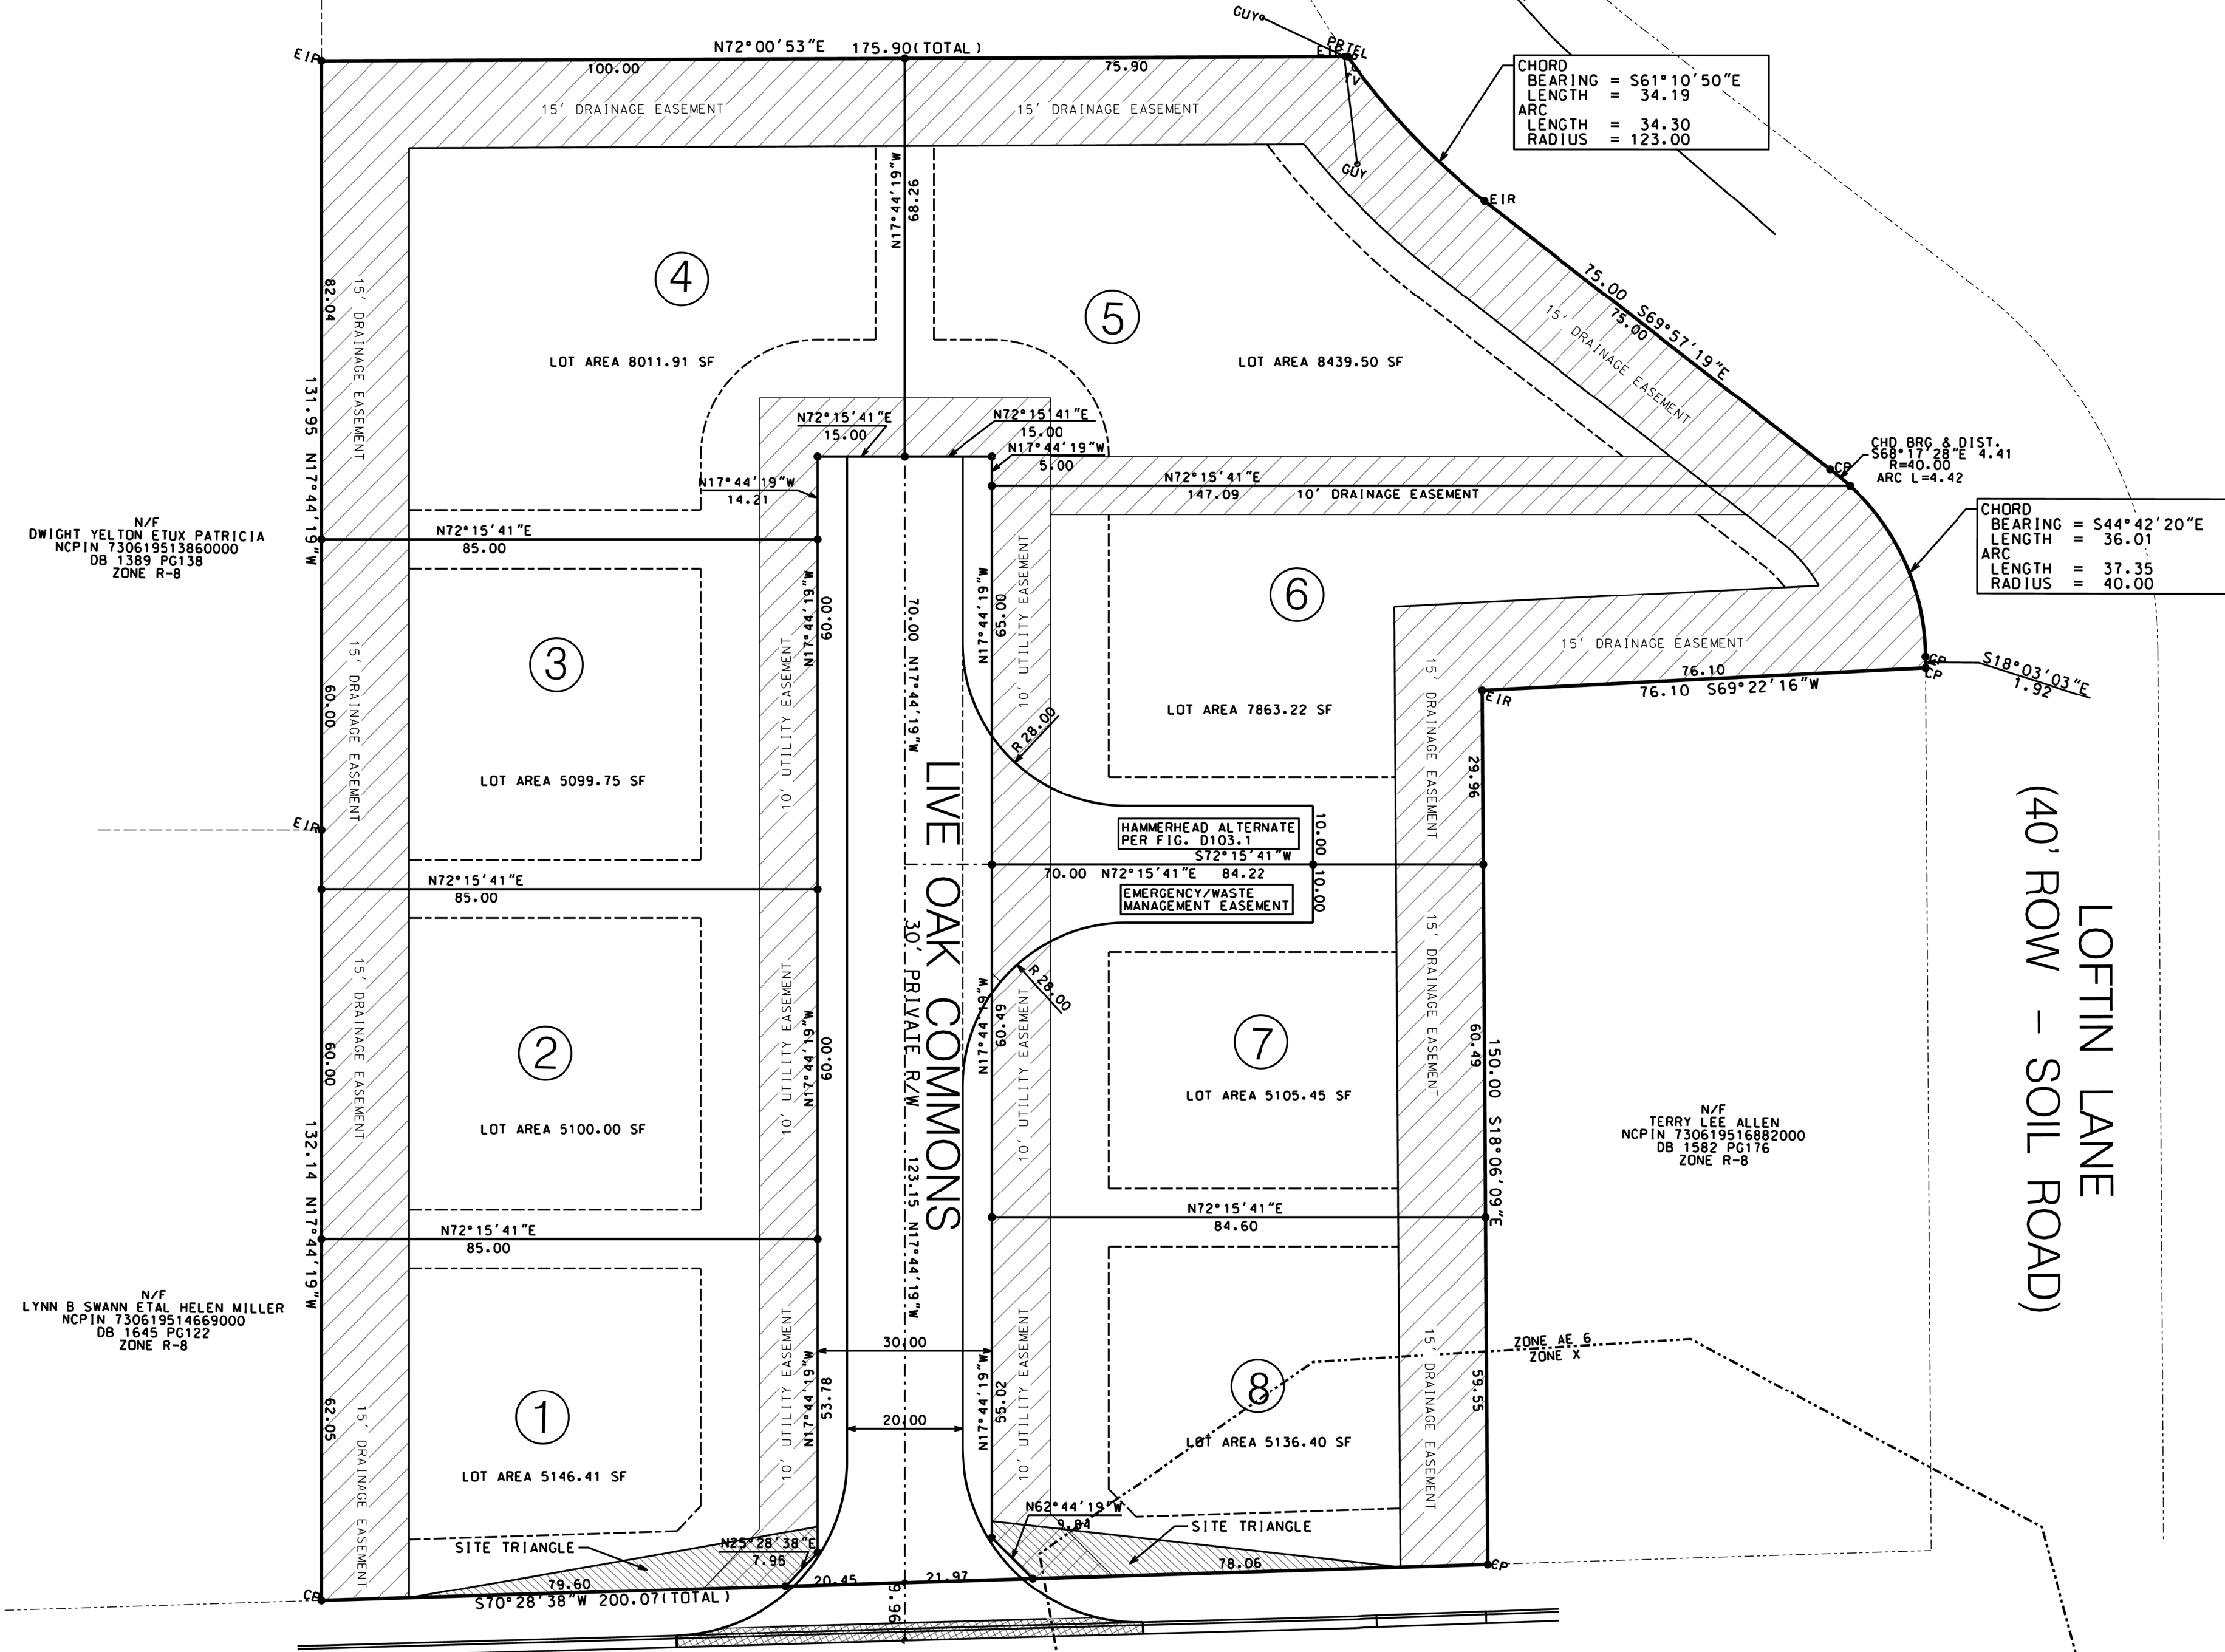 GUY
N72°00'53"E 175.90(TOTAL)
EIR
PBTEL
EIP
TV
100.00
75.90
15' DRAINAGE EASEMENT
15' DRAINAGE EASEMENT
CHORD
BEARING = S61°10'50"E
LENGTH = 34.19
ARC
LENGTH = 34.30
RADIUS = 123.00
GUY
EIR
N17°44'19"W
68.26
4
5
75.00 S69°57'19"E
75.00
15' DRAINAGE EASEMENT
82.04
15' DRAINAGE EASEMENT
LOT AREA 8011.91 SF
LOT AREA 8439.50 SF
131.95 N17°44'19"W
N72°15'41"E
15.00
N72°15'41"E
15.00
N17°44'19"W
5.00
CHD BRG & DIST.
S68°17'28"E 4.41
R=40.00
ARC L=4.42
CP
N17°44'19"W
14.21
N72°15'41"E
147.09 10' DRAINAGE EASEMENT
CHORD
BEARING = S44°42'20"E
LENGTH = 36.01
ARC
LENGTH = 37.35
RADIUS = 40.00
N/F
DWIGHT YELTON ETUX PATRICIA
NCPIN 730619513860000
DB 1389 PG138
ZONE R-8
N72°15'41"E
85.00
N17°44'19"W
60.00
70.00 N17°44'19"W
N17°44'19"W
65.00
10' UTILITY EASEMENT
6
3
15' DRAINAGE EASEMENT
60.00
10' UTILITY EASEMENT
15' DRAINAGE EASEMENT
76.10
76.10 S69°22'16"W
CP
CP
S18°03'03"E
1.92
EIR
15' DRAINAGE EASEMENT
LOT AREA 7863.22 SF
R 28.00
LOT AREA 5099.75 SF
29.96
EIR
HAMMERHEAD ALTERNATE
PER FIG. D103.1
10.00
S72°15'41"W
70.00 N72°15'41"E 84.22
10.00
EMERGENCY/WASTE
MANAGEMENT EASEMENT
N72°15'41"E
85.00
LIVE OAK COMMONS
30' PRIVATE R/W
LOFTIN LANE
(40' ROW - SOIL ROAD)
R 28.00
N17°44'19"W
60.49
10' UTILITY EASEMENT
15' DRAINAGE EASEMENT
60.49
150.00 S18°06'09"E
15' DRAINAGE EASEMENT
60.00
2
10' UTILITY EASEMENT
N17°44'19"W
60.00
7
LOT AREA 5105.45 SF
LOT AREA 5100.00 SF
N/F
TERRY LEE ALLEN
NCPIN 730619516882000
DB 1582 PG176
ZONE R-8
132.14 N17°44'19"W
123.15 N17°44'19"W
N72°15'41"E
85.00
N72°15'41"E
84.60
N/F
LYNN B SWANN ETAL HELEN MILLER
NCPIN 730619514669000
DB 1645 PG122
ZONE R-8
30.00
ZONE AE 6
ZONE X
62.05
15' DRAINAGE EASEMENT
1
10' UTILITY EASEMENT
N17°44'19"W
53.78
20.00
N17°44'19"W
55.02
10' UTILITY EASEMENT
8
15' DRAINAGE EASEMENT
59.55
LOT AREA 5136.40 SF
LOT AREA 5146.41 SF
N62°44'19"W
9.84
SITE TRIANGLE
SITE TRIANGLE
N25°28'38"E
7.95
78.06
CP
79.60
20.45
21.97
CP
S70°28'38"W 200.07(TOTAL)
9.96